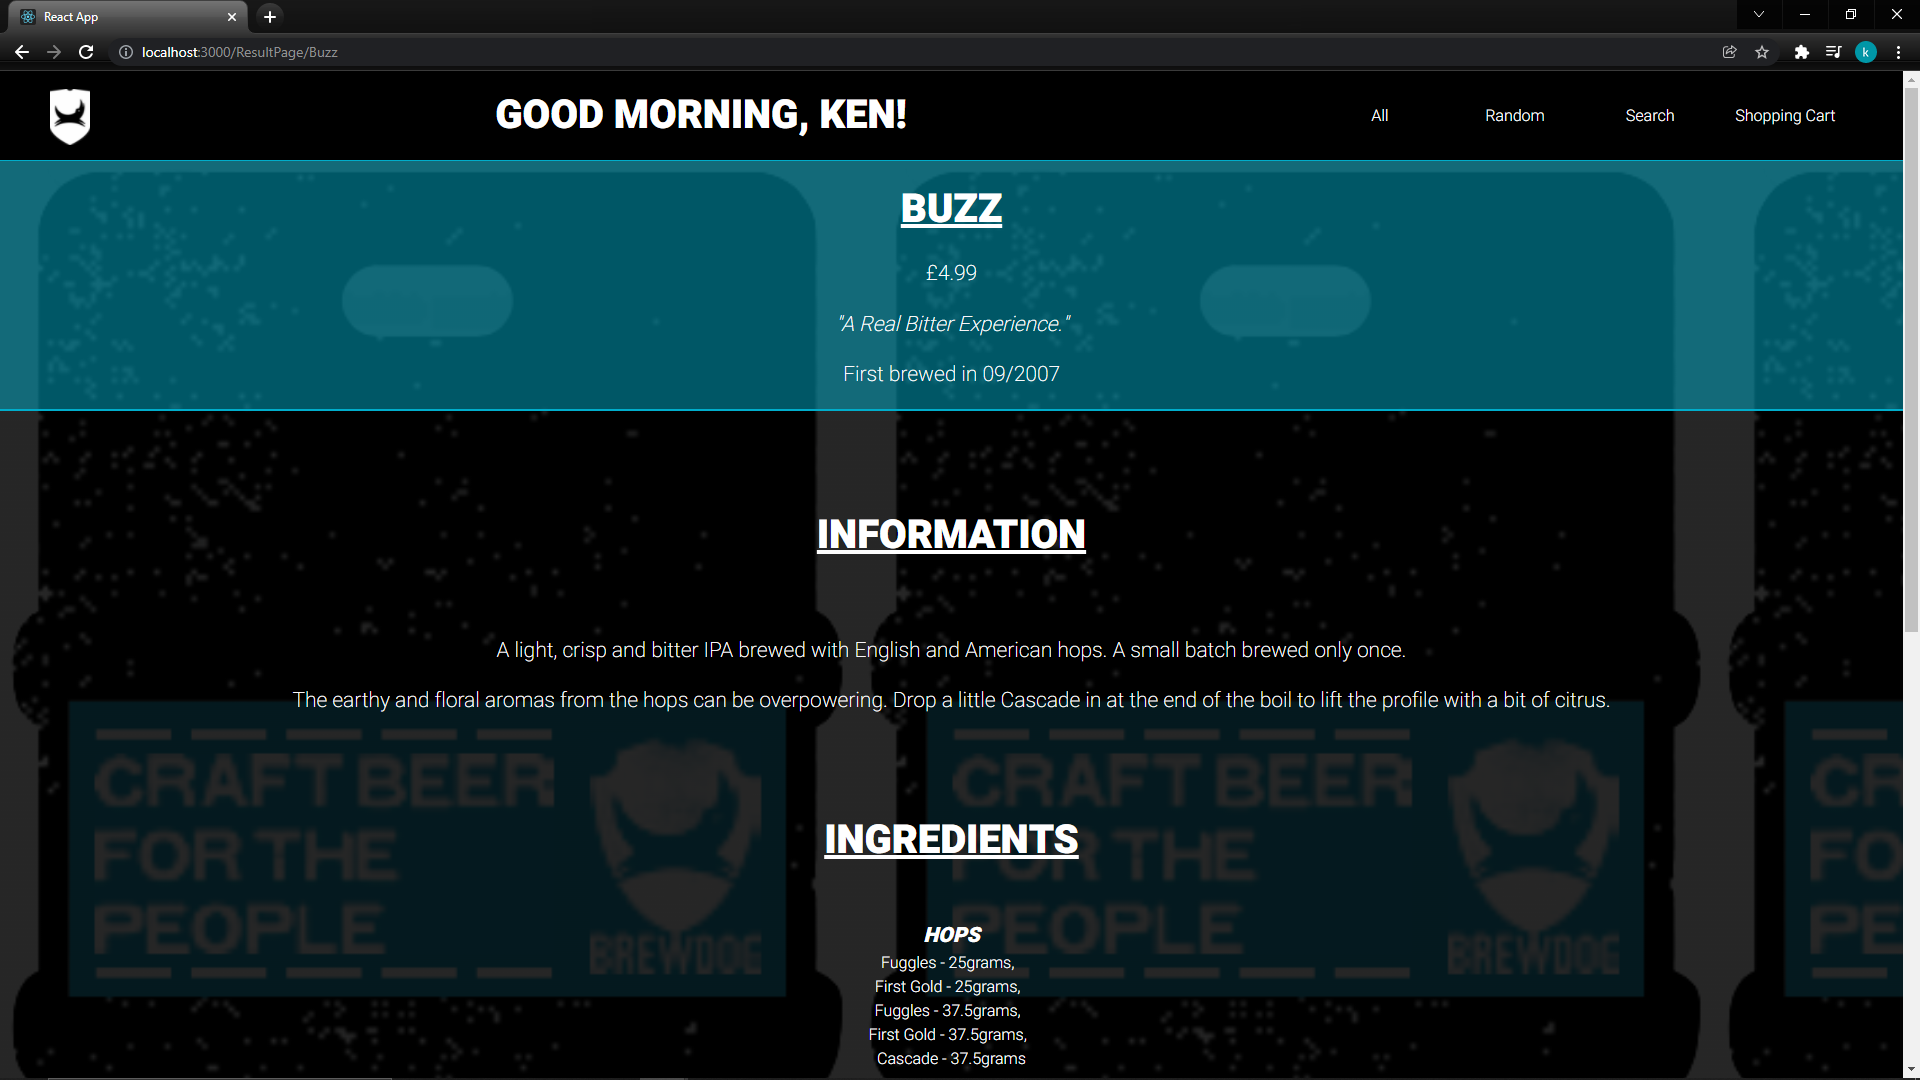 React App
localhost:3000/ResultPage/Buzz
k
GOOD MORNING, KEN!
All
Random
Search
Shopping Cart
BUZZ
£4.99
"A Real Bitter Experience."
First brewed in 09/2007
INFORMATION
A light, crisp and bitter IPA brewed with English and American hops. A small batch brewed only once.
The earthy and floral aromas from the hops can be overpowering. Drop a little Cascade in at the end of the boil to lift the profile with a bit of citrus.
CRAFT BEER
FOR THE
PEOPLE
BREWDOG
CRAFT BEER
FOR THE
PEOPLE
BREWDOG
CR
FO
PE
INGREDIENTS
HOPS
Fuggles - 25grams,
First Gold - 25grams,
Fuggles - 37.5grams,
First Gold - 37.5grams,
Cascade - 37.5grams